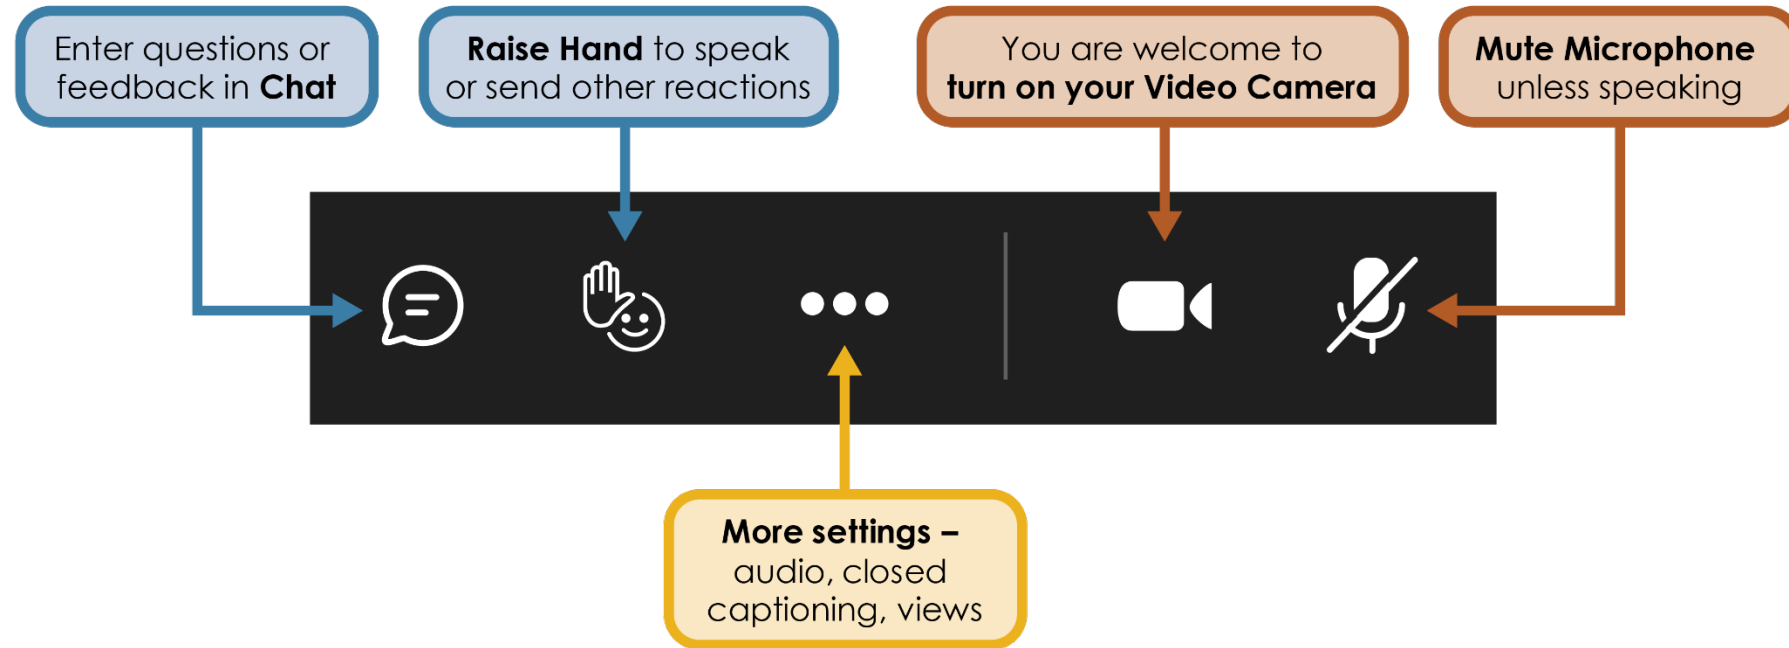 Enter questions or
feedback in Chat
Raise Hand to speak
or send other reactions
You are welcome to
turn on your Video Camera
Mute Microphone
unless speaking
More settings –
audio, closed
captioning, views